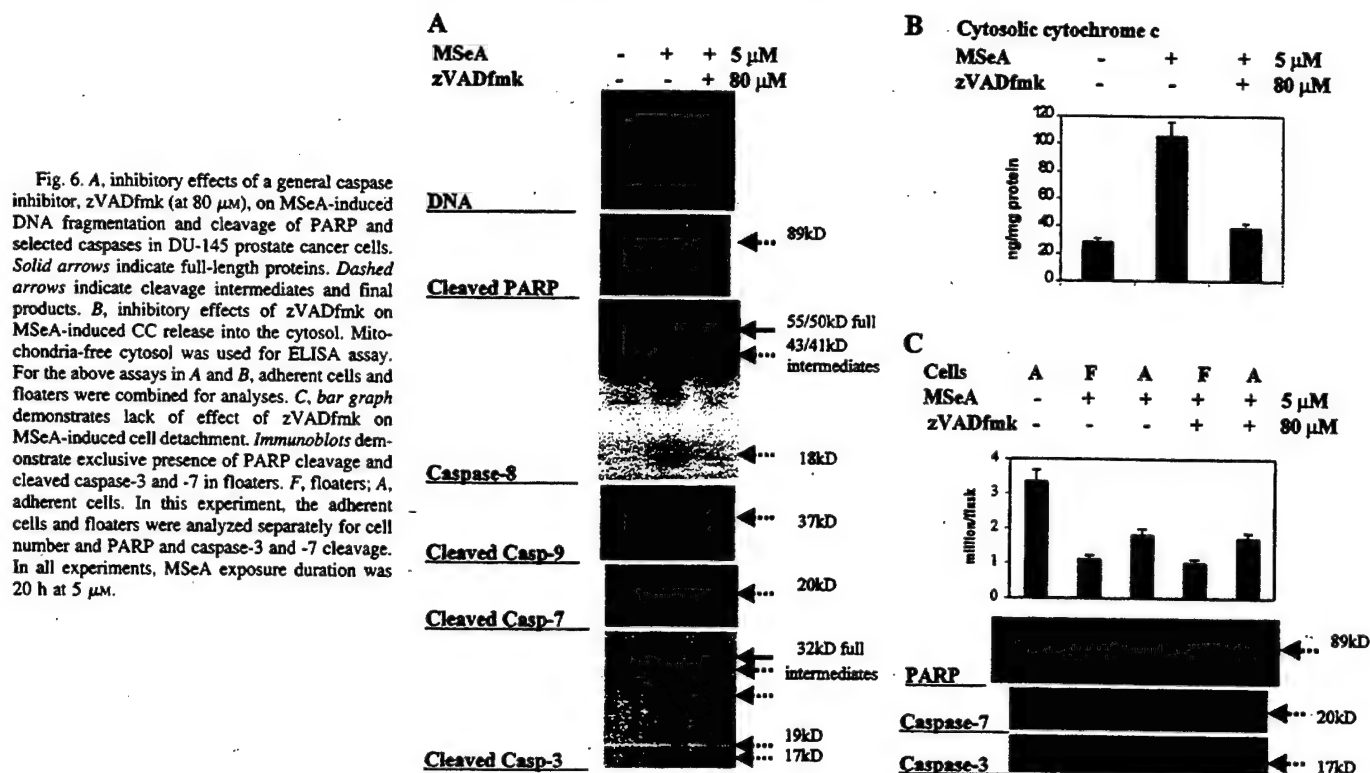 Fig. 6. A, inhibitory effects of a general caspase
inhibitor, zVADfmk (at 80 μM), on MSeA-induced
DNA fragmentation and cleavage of PARP and
selected caspases in DU-145 prostate cancer cells.
Solid arrows indicate full-length proteins. Dashed
arrows indicate cleavage intermediates and final
products. B, inhibitory effects of zVADfmk on
MSeA-induced CC release into the cytosol. Mito-
chondria-free cytosol was used for ELISA assay.
For the above assays in A and B, adherent cells and
floaters were combined for analyses. C, bar graph
demonstrates lack of effect of zVADfmk on
MSeA-induced cell detachment. Immunoblots dem-
onstrate exclusive presence of PARP cleavage and
cleaved caspase-3 and -7 in floaters. F, floaters; A,
adherent cells. In this experiment, the adherent
cells and floaters were analyzed separately for cell
number and PARP and caspase-3 and -7 cleavage.
In all experiments, MSeA exposure duration was
20 h at 5 μM.
A
MSeA - + + 5 μM
zVADfmk - - + 80 μM
DNA
89kD
Cleaved PARP
55/50kD full
43/41kD
intermediates
18kD
Caspase-8
37kD
Cleaved Casp-9
20kD
Cleaved Casp-7
32kD full
intermediates
19kD
17kD
Cleaved Casp-3
B Cytosolic cytochrome c
MSeA - + + 5 μM
zVADfmk - - + 80 μM
ng/mg protein
120
100
80
60
40
20
0
C
Cells A F A F A
MSeA - + + + + 5 μM
zVADfmk - - - + + 80 μM
million/flask
4
3
2
1
0
89kD
PARP
Caspase-7
20kD
Caspase-3
17kD